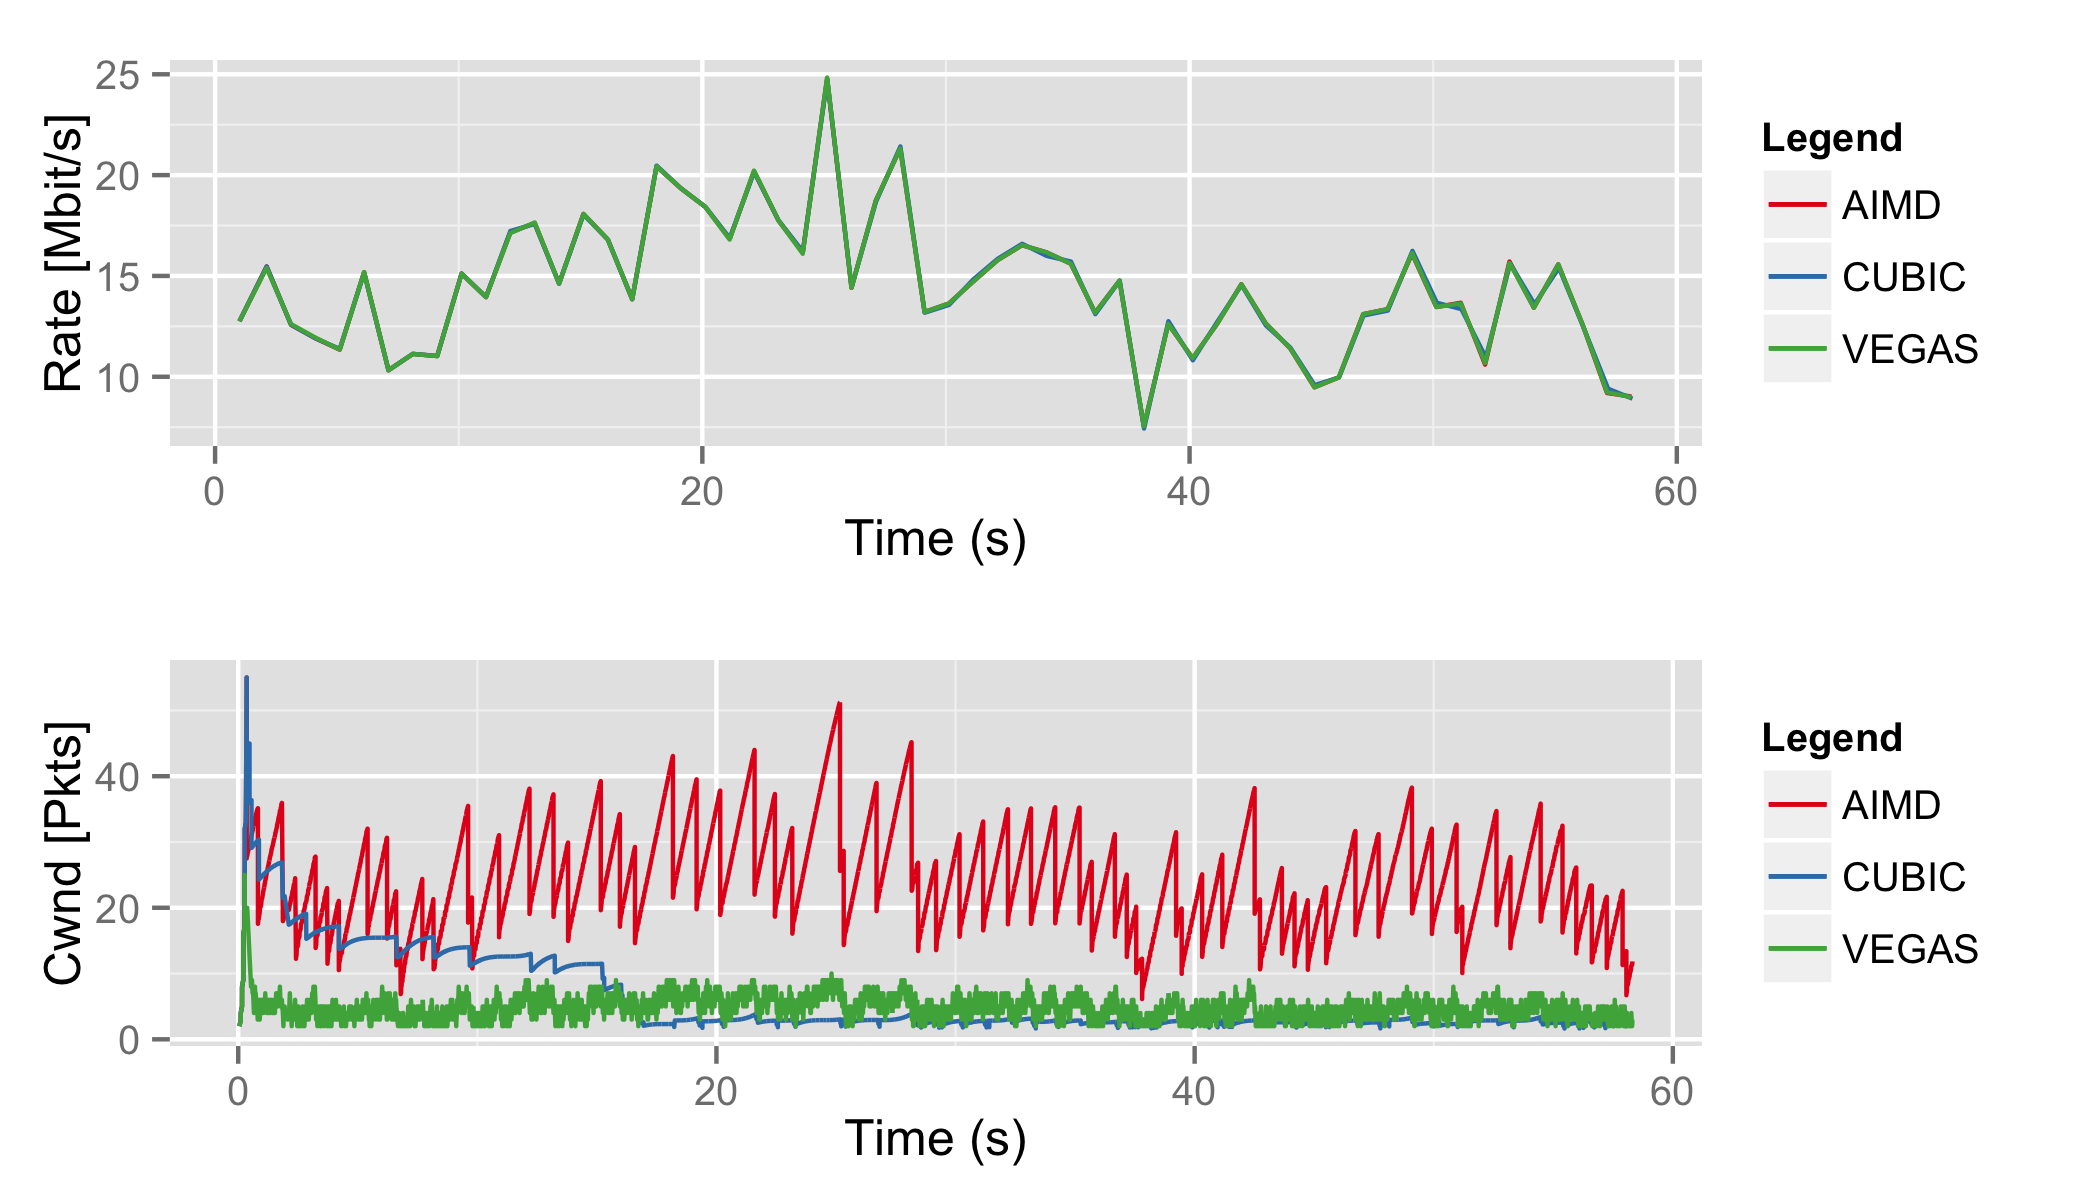 Rate [Mbit/s]
25
20
15
10
0 20 40 60
Time (s)
Legend
AIMD
CUBIC
VEGAS
Cwnd [Pkts]
40
20
0
0 20 40 60
Time (s)
Legend
AIMD
CUBIC
VEGAS